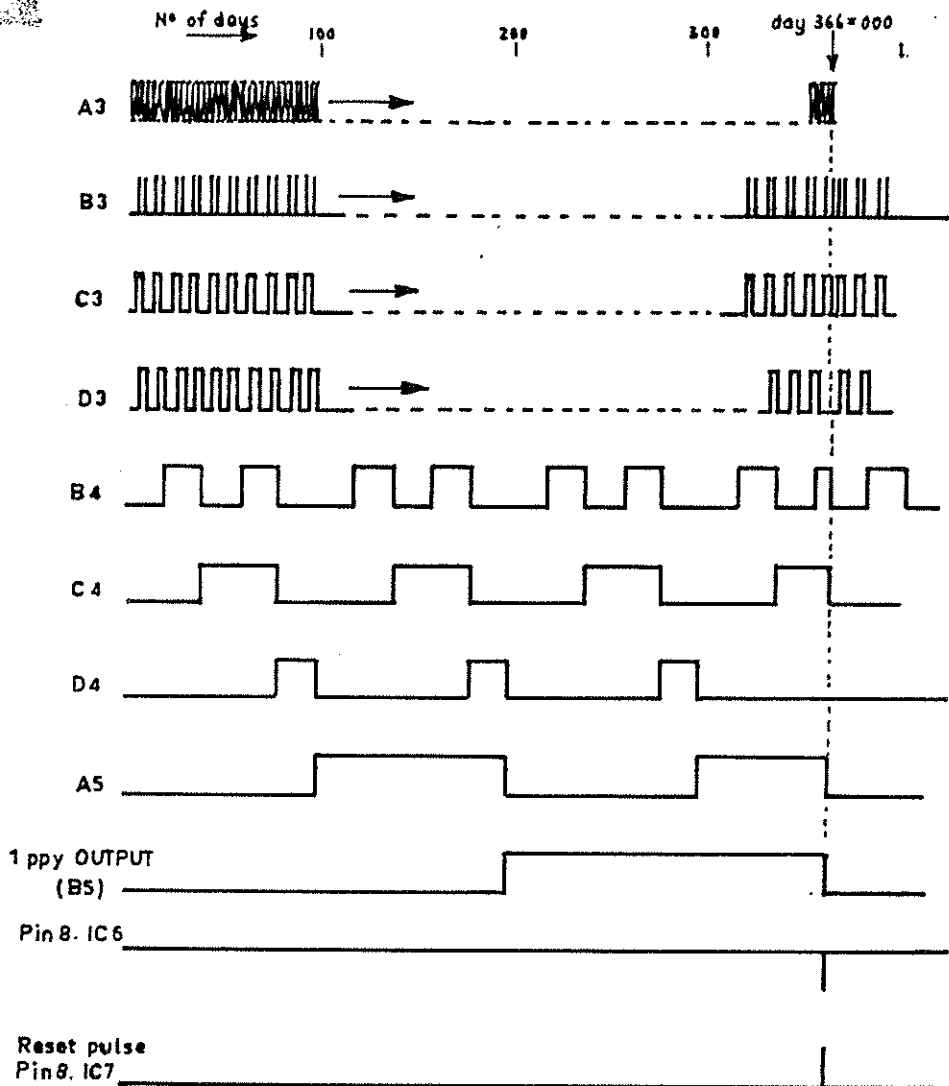 Nº of days
100
200
300
day 366=000
A3
B3
C3
D3
B4
C4
D4
A5
1 ppy OUTPUT
(B5)
Pin 8. IC6
Reset pulse
Pin 8. IC7